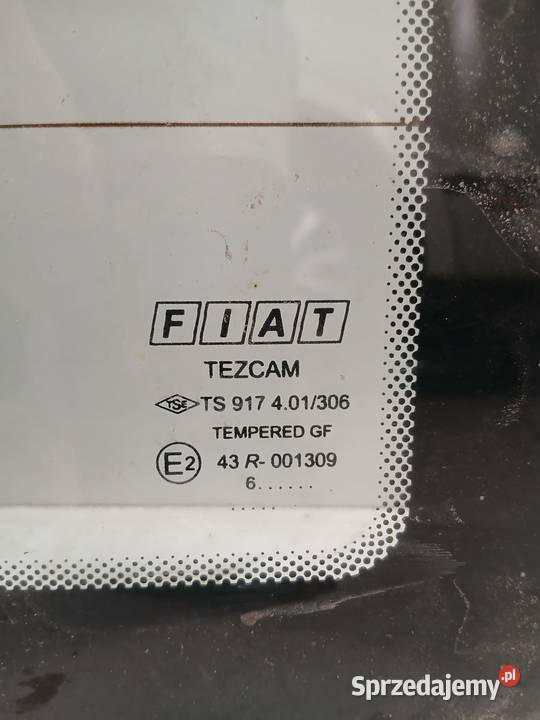 FIAT
TEZCAM
TSE TS 917 4.01/306
TEMPERED GF
E2 43 R- 001309
6......
.....
Sprzedajemy.pl